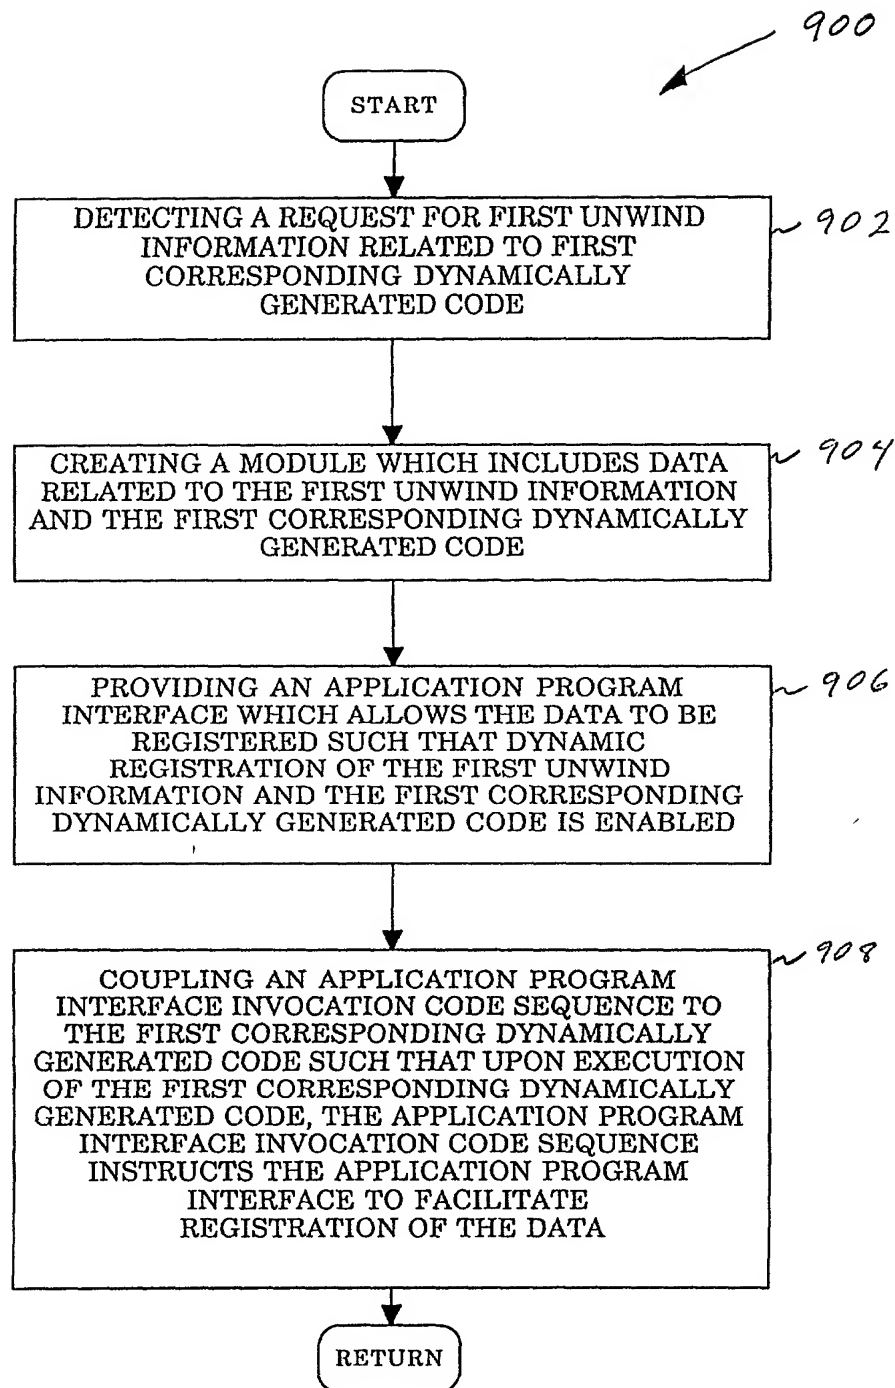 900
START
DETECTING A REQUEST FOR FIRST UNWIND
INFORMATION RELATED TO FIRST
CORRESPONDING DYNAMICALLY
GENERATED CODE
902
CREATING A MODULE WHICH INCLUDES DATA
RELATED TO THE FIRST UNWIND INFORMATION
AND THE FIRST CORRESPONDING DYNAMICALLY
GENERATED CODE
904
PROVIDING AN APPLICATION PROGRAM
INTERFACE WHICH ALLOWS THE DATA TO BE
REGISTERED SUCH THAT DYNAMIC
REGISTRATION OF THE FIRST UNWIND
INFORMATION AND THE FIRST CORRESPONDING
DYNAMICALLY GENERATED CODE IS ENABLED
906
COUPLING AN APPLICATION PROGRAM
INTERFACE INVOCATION CODE SEQUENCE TO
THE FIRST CORRESPONDING DYNAMICALLY
GENERATED CODE SUCH THAT UPON EXECUTION
OF THE FIRST CORRESPONDING DYNAMICALLY
GENERATED CODE, THE APPLICATION PROGRAM
INTERFACE INVOCATION CODE SEQUENCE
INSTRUCTS THE APPLICATION PROGRAM
INTERFACE TO FACILITATE
REGISTRATION OF THE DATA
908
RETURN